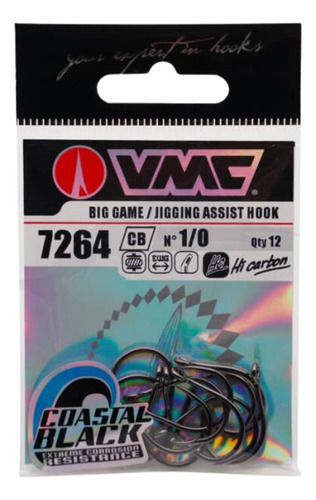 your expert in hooks
VMC®
BIG GAME / JIGGING ASSIST HOOK
7264 CB N° 1/0 Qty 12
Hi carbon
COASTAL
BLACK
EXTREME CORROSION
RESISTANCE